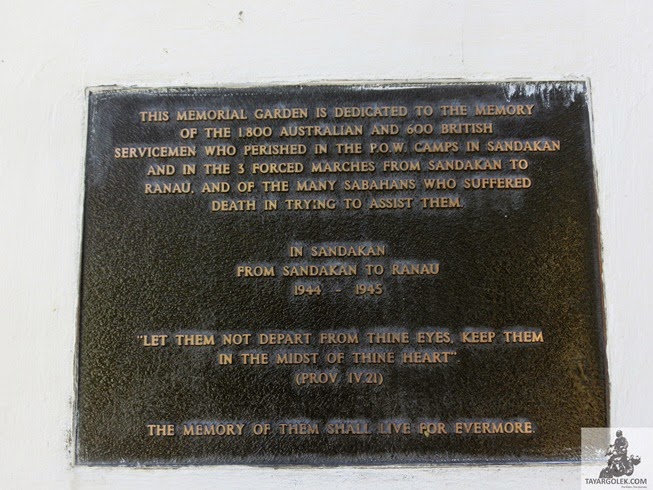 THIS MEMORIAL GARDEN IS DEDICATED TO THE MEMORY
OF THE 1,800 AUSTRALIAN AND 600 BRITISH
SERVICEMEN WHO PERISHED IN THE P.O.W. CAMPS IN SANDAKAN
AND IN THE 3 FORCED MARCHES FROM SANDAKAN TO
RANAU, AND OF THE MANY SABAHANS WHO SUFFERED
DEATH IN TRYING TO ASSIST THEM.
IN SANDAKAN
FROM SANDAKAN TO RANAU
1944 - 1945
"LET THEM NOT DEPART FROM THINE EYES, KEEP THEM
IN THE MIDST OF THINE HEART"
(PROV. IV.21)
THE MEMORY OF THEM SHALL LIVE FOR EVERMORE.
TAYARGOLEK.COM